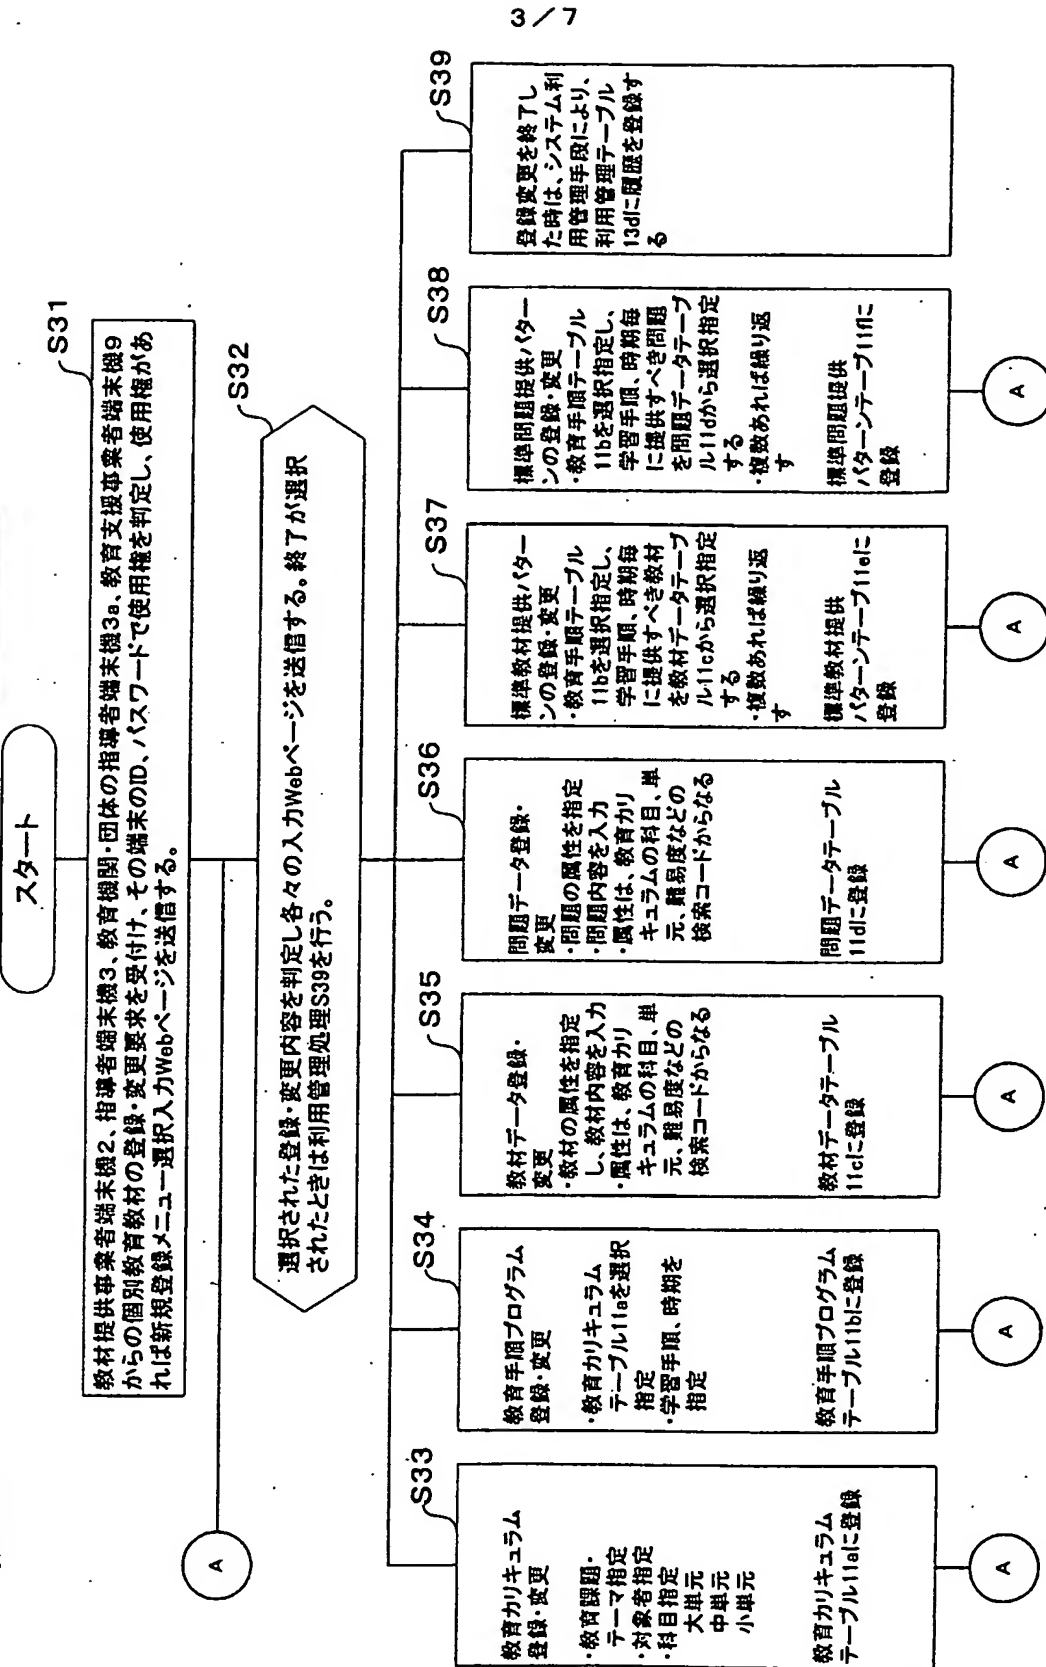 3/7
スタート
S31
教材提供事業者端末機2、指導者端末機3、教育機関・団体の指導者端末機3a、教育支援事業者端末機9
からの個別教育教材の登録・変更要求を受付け、その端末のID、パスワードで使用権を判定し、使用権があ
れば新規登録メニュー選択入力Webページを送信する。
A
S32
選択された登録・変更内容を判定し各々の入力Webページを送信する。終了が選択
されたときは利用管理処理S39を行う。
S33
教育カリキュラム
登録・変更
・教育課題・
テーマ指定
・対象者指定
・科目指定
大単元
中単元
小単元
教育カリキュラム
テーブル11aに登録
A
S34
教育手順プログラム
登録・変更
・教育カリキュラム
テーブル11aを選択
指定
・学習手順、時期を
指定
教育手順プログラム
テーブル11bに登録
A
S35
教材データ登録・
変更
・教材の属性を指定
し、教材内容を入力
・属性は、教育カリ
キュラムの科目、単
元、難易度などの
検索コードからなる
教材データテーブル
11cに登録
A
S36
問題データ登録・
変更
・問題の属性を指定
・問題内容を入力
・属性は、教育カリ
キュラムの科目、単
元、難易度などの
検索コードからなる
問題データテーブル
11dに登録
A
S37
標準教材提供パター
ンの登録・変更
・教育手順テーブル
11bを選択指定し、
学習手順、時期毎
に提供すべき教材
を教材データテーブ
ル11cから選択指定
する
・複数あれば繰り返
す
標準教材提供
パターンテーブ11eに
登録
A
S38
標準問題提供パター
ンの登録・変更
・教育手順テーブル
11bを選択指定し、
学習手順、時期毎
に提供すべき問題
を問題データテーブ
ル11dから選択指定
する
・複数あれば繰り返
す
標準問題提供
パターンテーブ11fに
登録
A
S39
登録変更を終了し
た時は、システム利
用管理手段により、
利用管理テーブル
13dに履歴を登録す
る